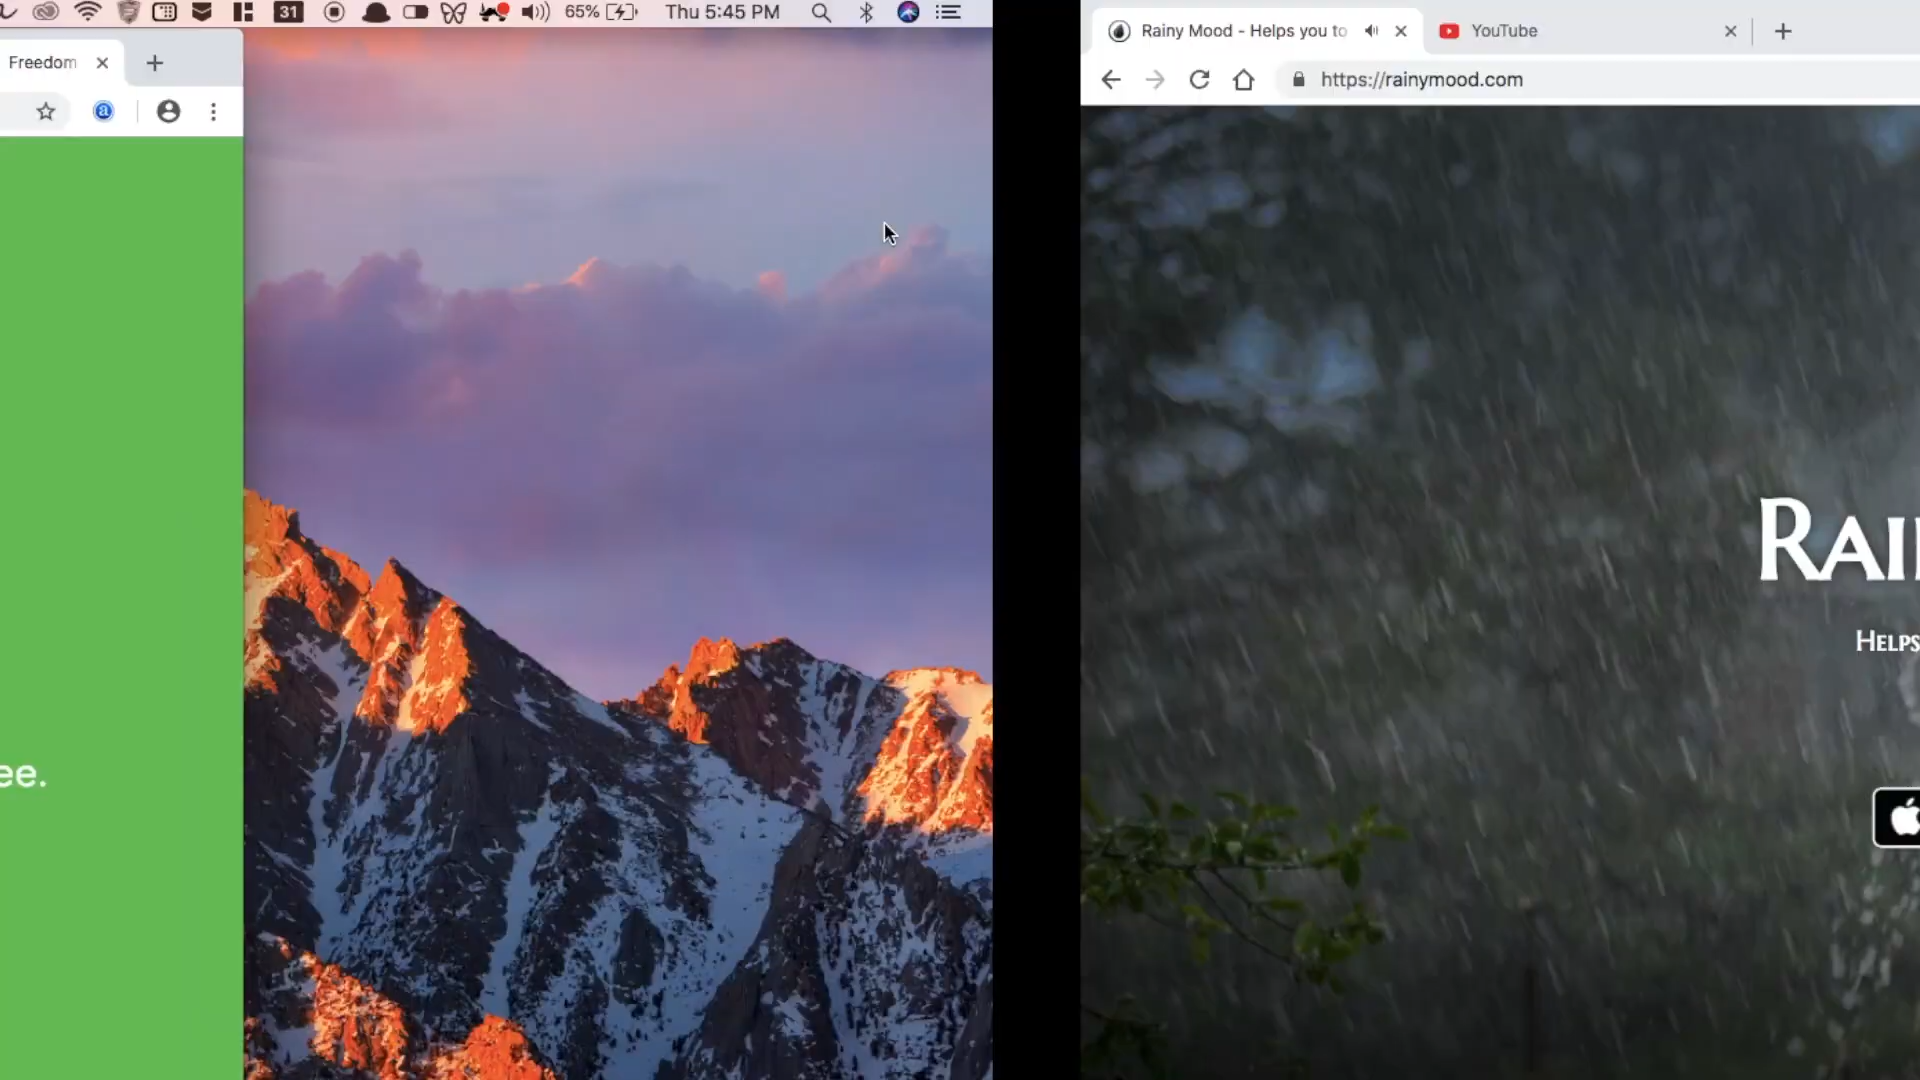 31
65%
Thu 5:45 PM
Freedom
a
ee.
Rainy Mood - Helps you to
YouTube
https://rainymood.com
RAI
HELPS